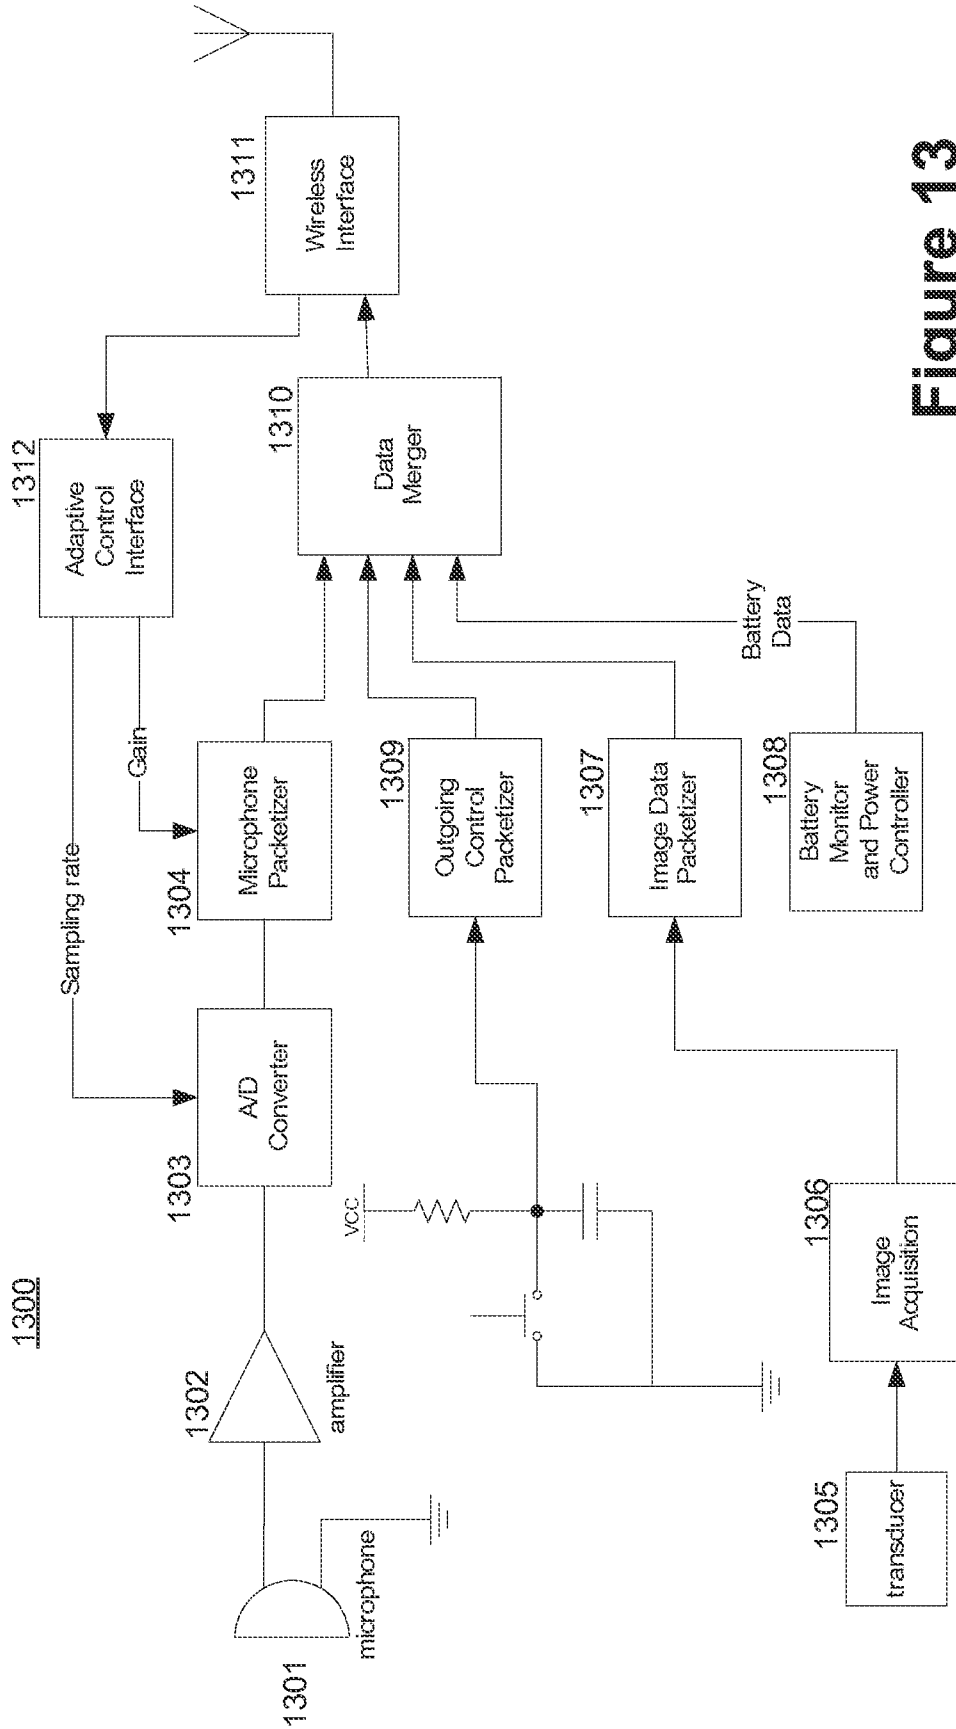 1300
1301
microphone
1302
amplifier
1303
A/D
Converter
1304
Microphone
Packetizer
Sampling rate
Gain
1312
Adaptive
Control
Interface
1311
Wireless
Interface
1310
Data
Merger
VCC
1309
Outgoing
Control
Packetizer
1305
transducer
1306
Image
Acquisition
1307
Image Data
Packetizer
1308
Battery
Monitor
and Power
Controller
Battery
Data
Figure 13